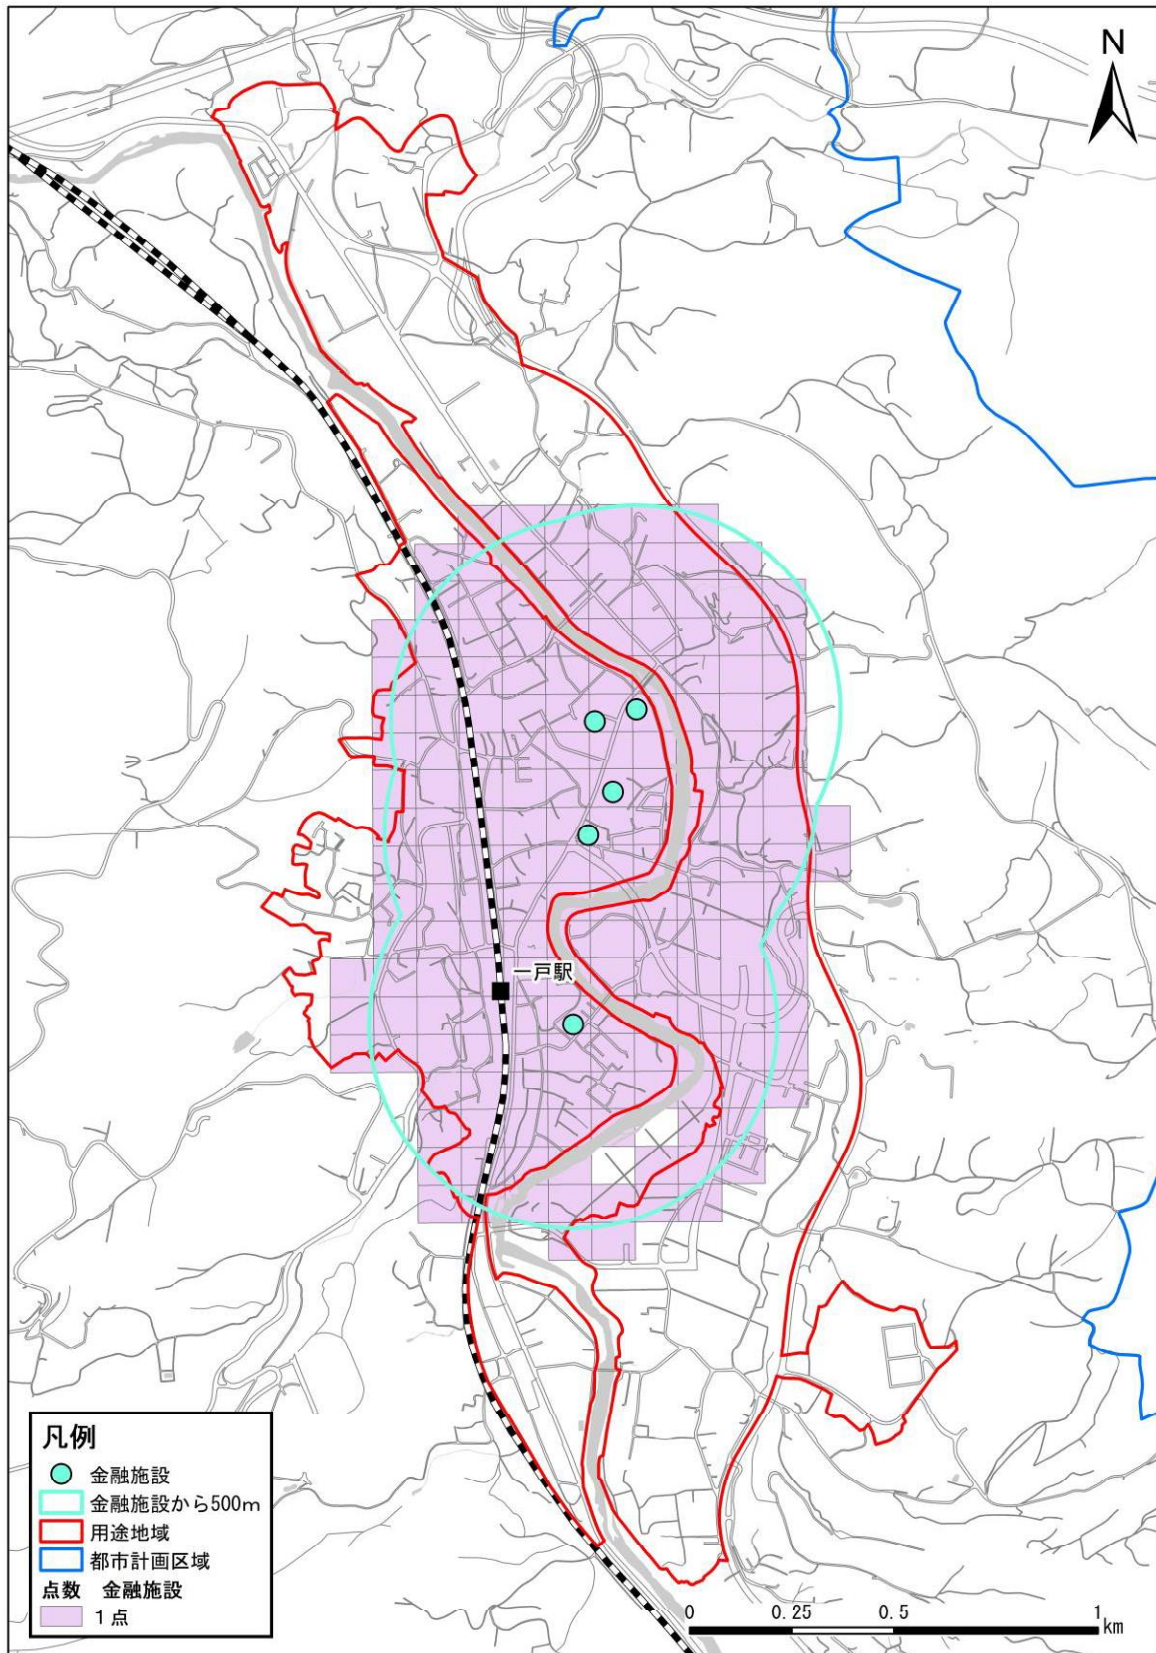 N
一戸駅
凡例
金融施設
金融施設から500m
用途地域
都市計画区域
点数 金融施設
1点
0 0.25 0.5 1
km